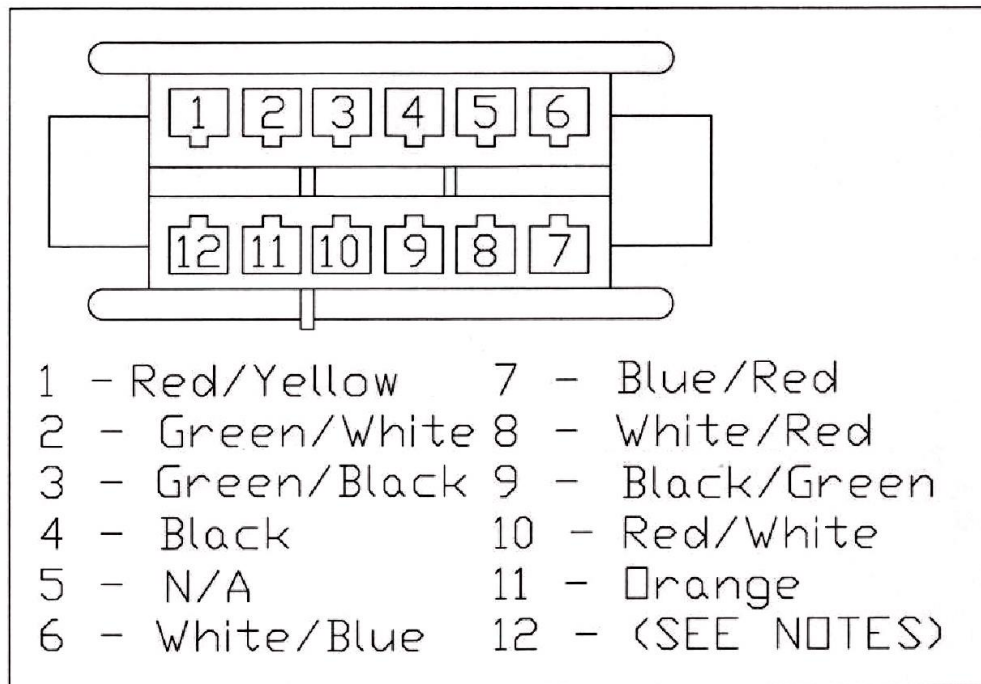 1 2 3 4 5 6
12 11 10 9 8 7
1 - Red/Yellow
2 - Green/White
3 - Green/Black
4 - Black
5 - N/A
6 - White/Blue
7 - Blue/Red
8 - White/Red
9 - Black/Green
10 - Red/White
11 - Orange
12 - (SEE NOTES)